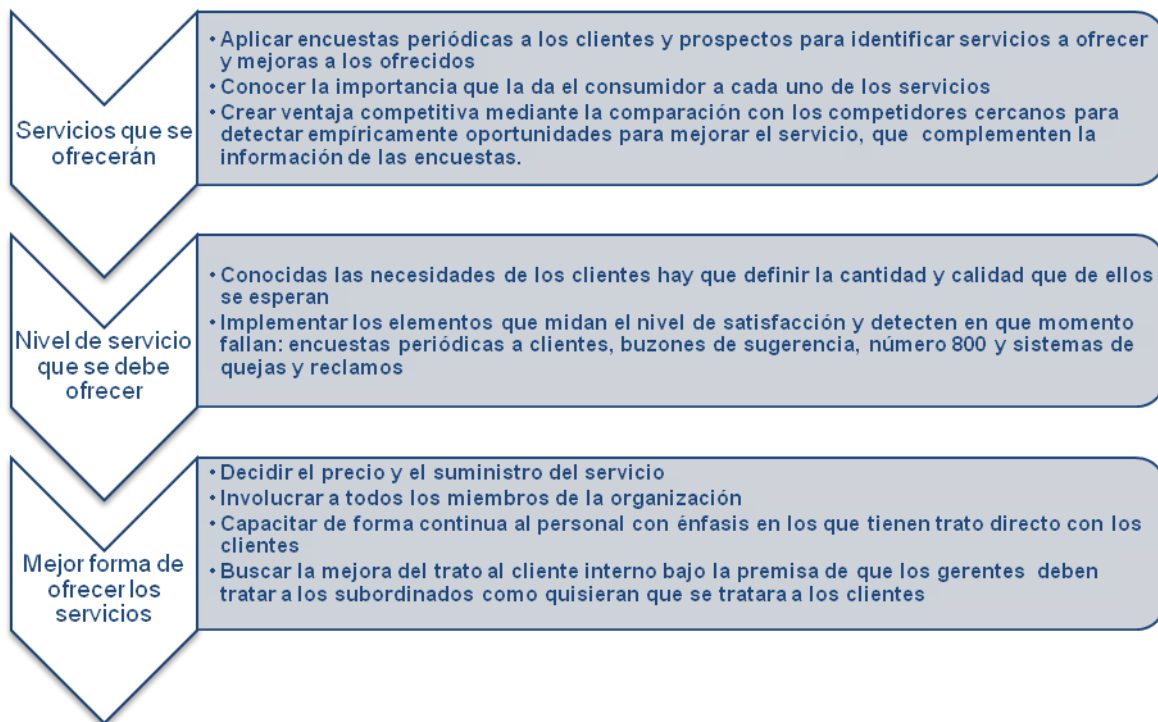 Servicios que se
ofrecerán
• Aplicar encuestas periódicas a los clientes y prospectos para identificar servicios a ofrecer
y mejoras a los ofrecidos
• Conocer la importancia que la da el consumidor a cada uno de los servicios
• Crear ventaja competitiva mediante la comparación con los competidores cercanos para
detectar empíricamente oportunidades para mejorar el servicio, que complementen la
información de las encuestas.
Nivel de servicio
que se debe
ofrecer
• Conocidas las necesidades de los clientes hay que definir la cantidad y calidad que de ellos
se esperan
• Implementar los elementos que midan el nivel de satisfacción y detecten en que momento
fallan: encuestas periódicas a clientes, buzones de sugerencia, número 800 y sistemas de
quejas y reclamos
Mejor forma de
ofrecer los
servicios
• Decidir el precio y el suministro del servicio
• Involucrar a todos los miembros de la organización
• Capacitar de forma continua al personal con énfasis en los que tienen trato directo con los
clientes
• Buscar la mejora del trato al cliente interno bajo la premisa de que los gerentes deben
tratar a los subordinados como quisieran que se tratara a los clientes